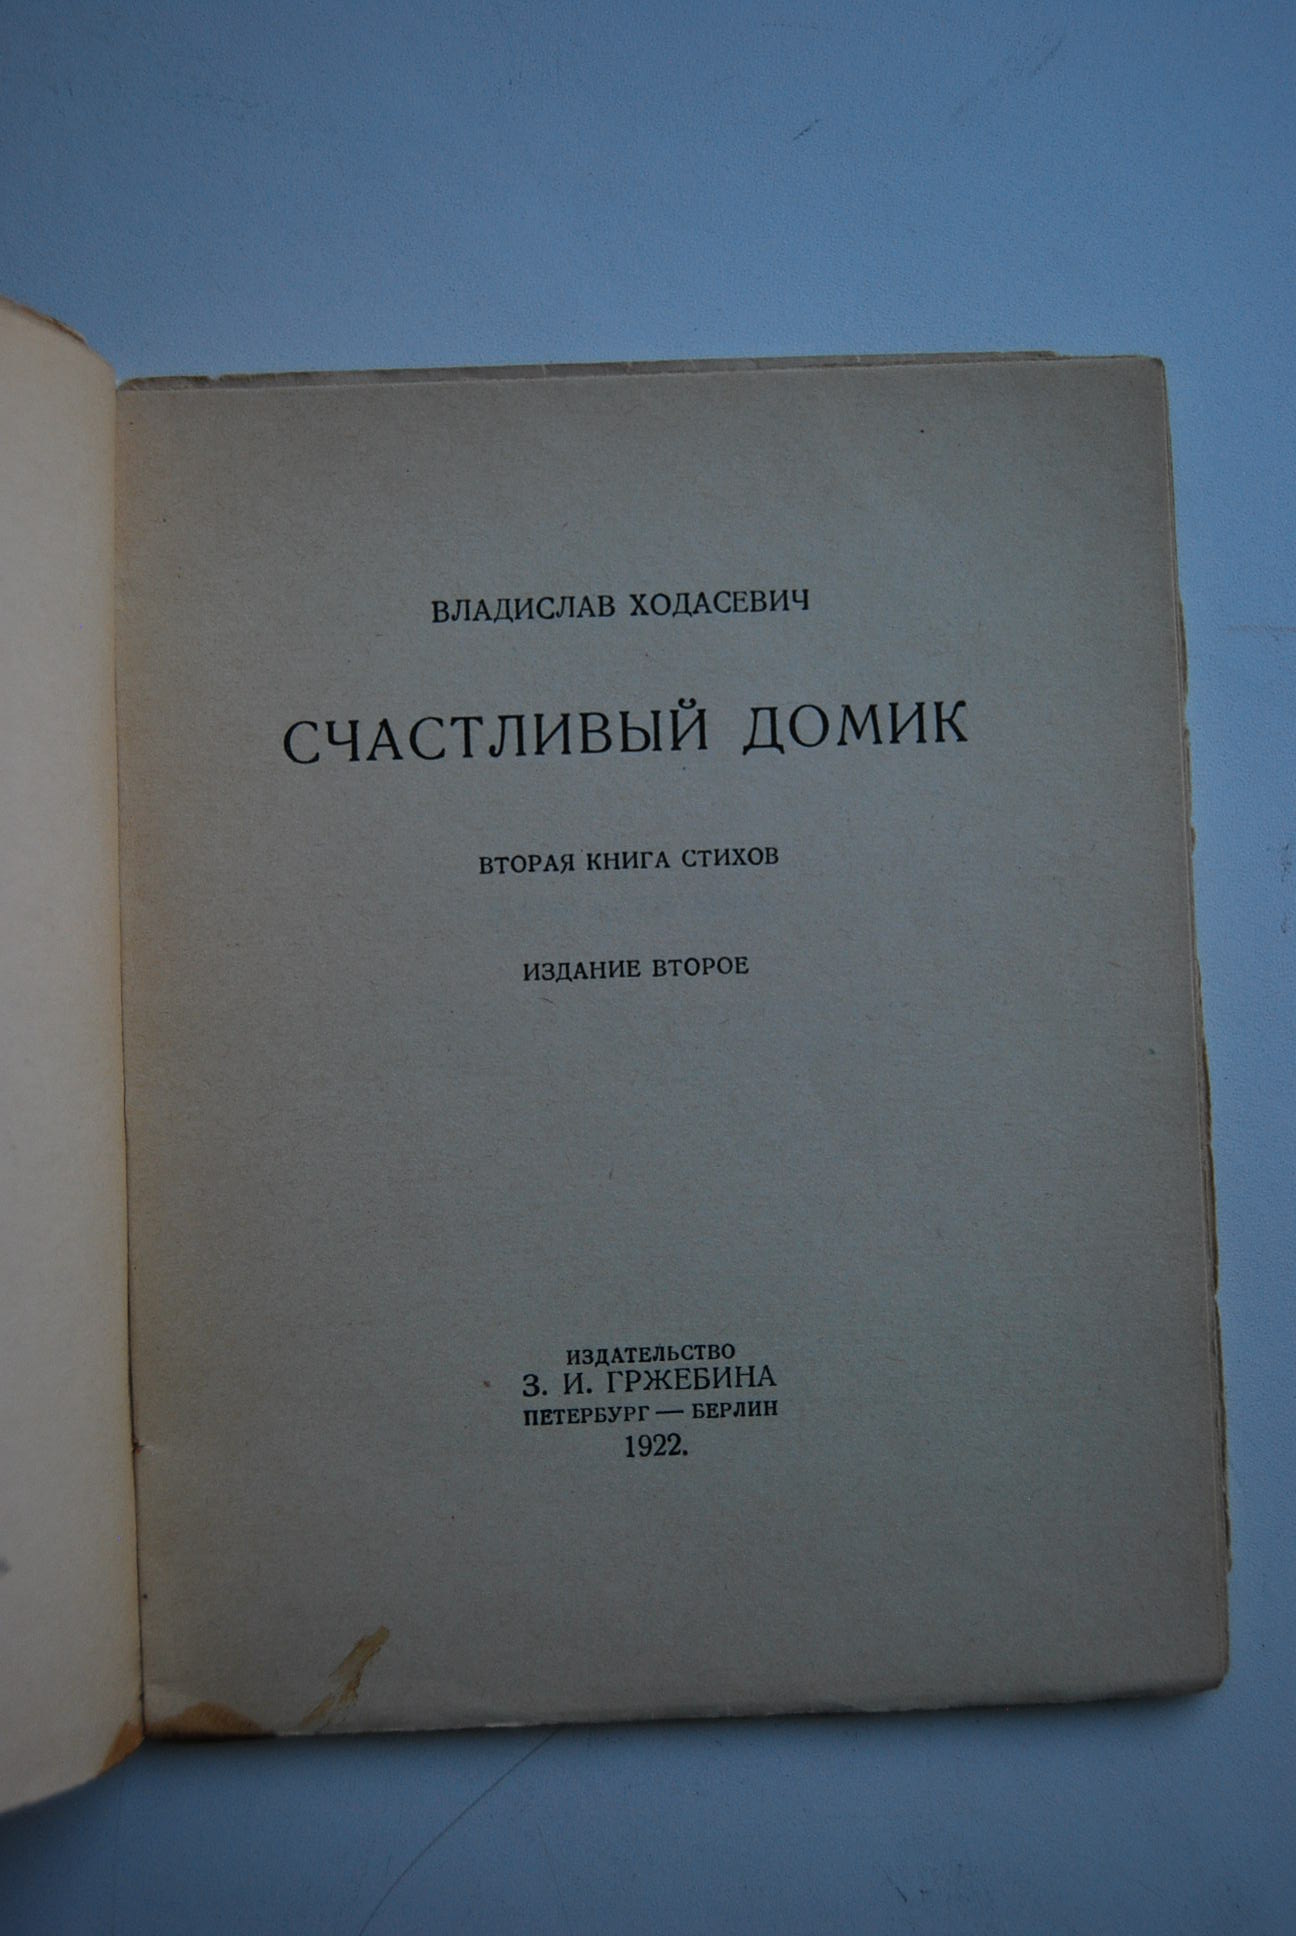 ВЛАДИСЛАВ ХОДАСЕВИЧ
СЧАСТЛИВЫЙ ДОМИК
ВТОРАЯ КНИГА СТИХОВ
ИЗДАНИЕ ВТОРОЕ
ИЗДАТЕЛЬСТВО
З. И. ГРЖЕБИНА
ПЕТЕРБУРГ — БЕРЛИН
1922.